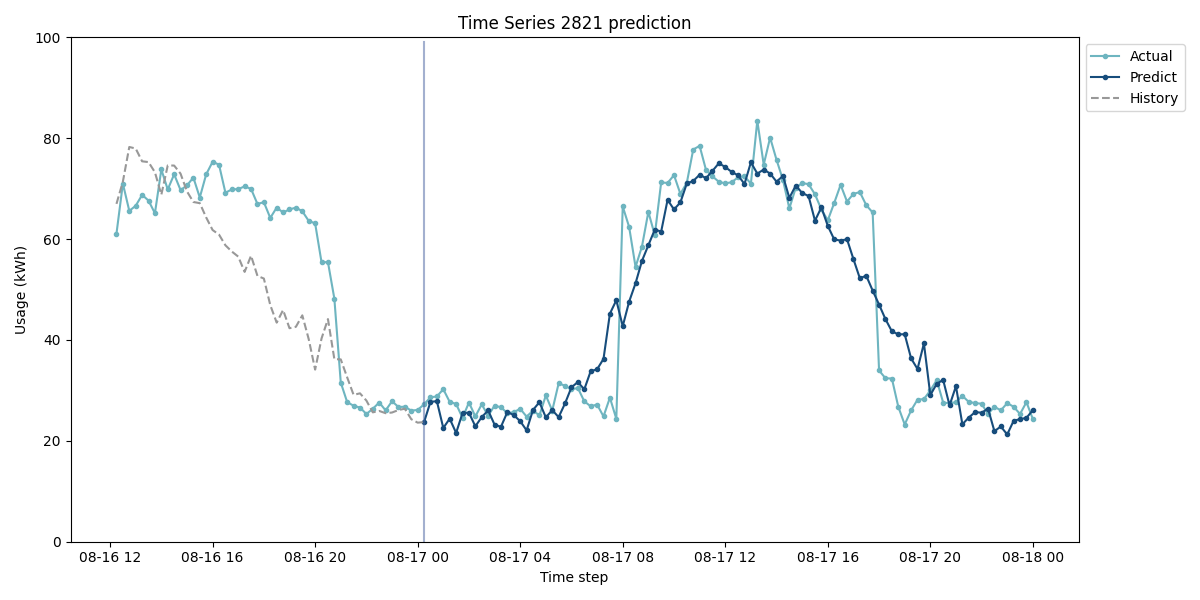 Time Series 2821 prediction
100
80
60
40
20
0
Usage (kWh)
08-16 12
08-16 16
08-16 20
08-17 00
08-17 04
08-17 08
08-17 12
08-17 16
08-17 20
08-18 00
Time step
Actual
Predict
History